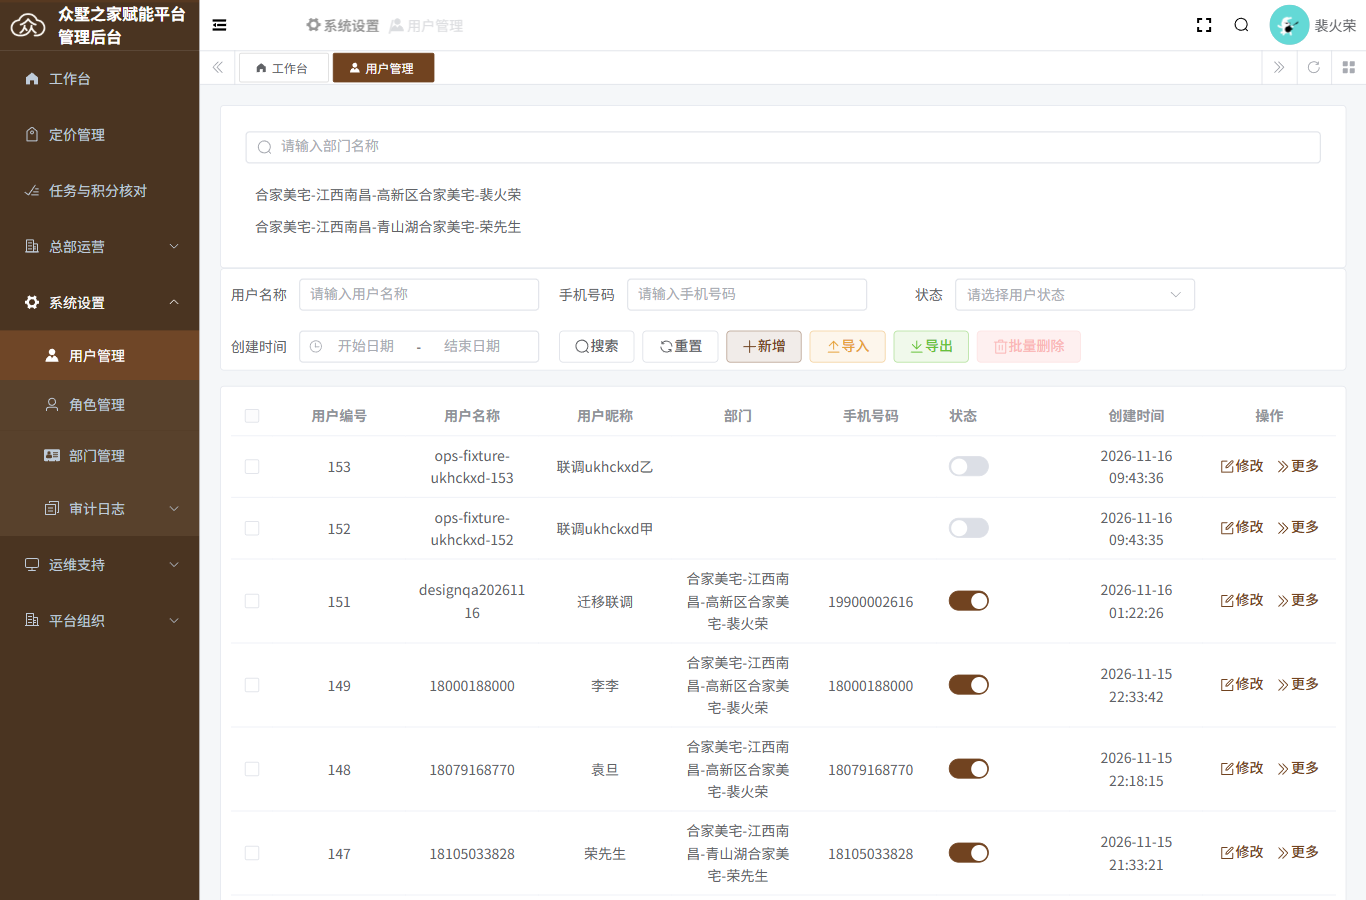 众墅之家赋能平台
管理后台
系统设置 用户管理
裴火荣
工作台
用户管理
工作台
定价管理
任务与积分核对
总部运营
系统设置
用户管理
角色管理
部门管理
审计日志
运维支持
平台组织
请输入部门名称
合家美宅-江西南昌-高新区合家美宅-裴火荣
合家美宅-江西南昌-青山湖合家美宅-荣先生
用户名称 请输入用户名称 手机号码 请输入手机号码 状态 请选择用户状态
创建时间 开始日期 - 结束日期 搜索 重置 新增 导入 导出 批量删除
用户编号 用户名称 用户昵称 部门 手机号码 状态 创建时间 操作
153 ops-fixture-ukhckxd-153 联调ukhckxd乙 2026-11-16 09:43:36 修改 更多
152 ops-fixture-ukhckxd-152 联调ukhckxd甲 2026-11-16 09:43:35 修改 更多
151 designqa20261116 迁移联调 合家美宅-江西南昌-高新区合家美宅-裴火荣 19900002616 2026-11-16 01:22:26 修改 更多
149 18000188000 李李 合家美宅-江西南昌-高新区合家美宅-裴火荣 18000188000 2026-11-15 22:33:42 修改 更多
148 18079168770 袁旦 合家美宅-江西南昌-高新区合家美宅-裴火荣 18079168770 2026-11-15 22:18:15 修改 更多
147 18105033828 荣先生 合家美宅-江西南昌-青山湖合家美宅-荣先生 18105033828 2026-11-15 21:33:21 修改 更多